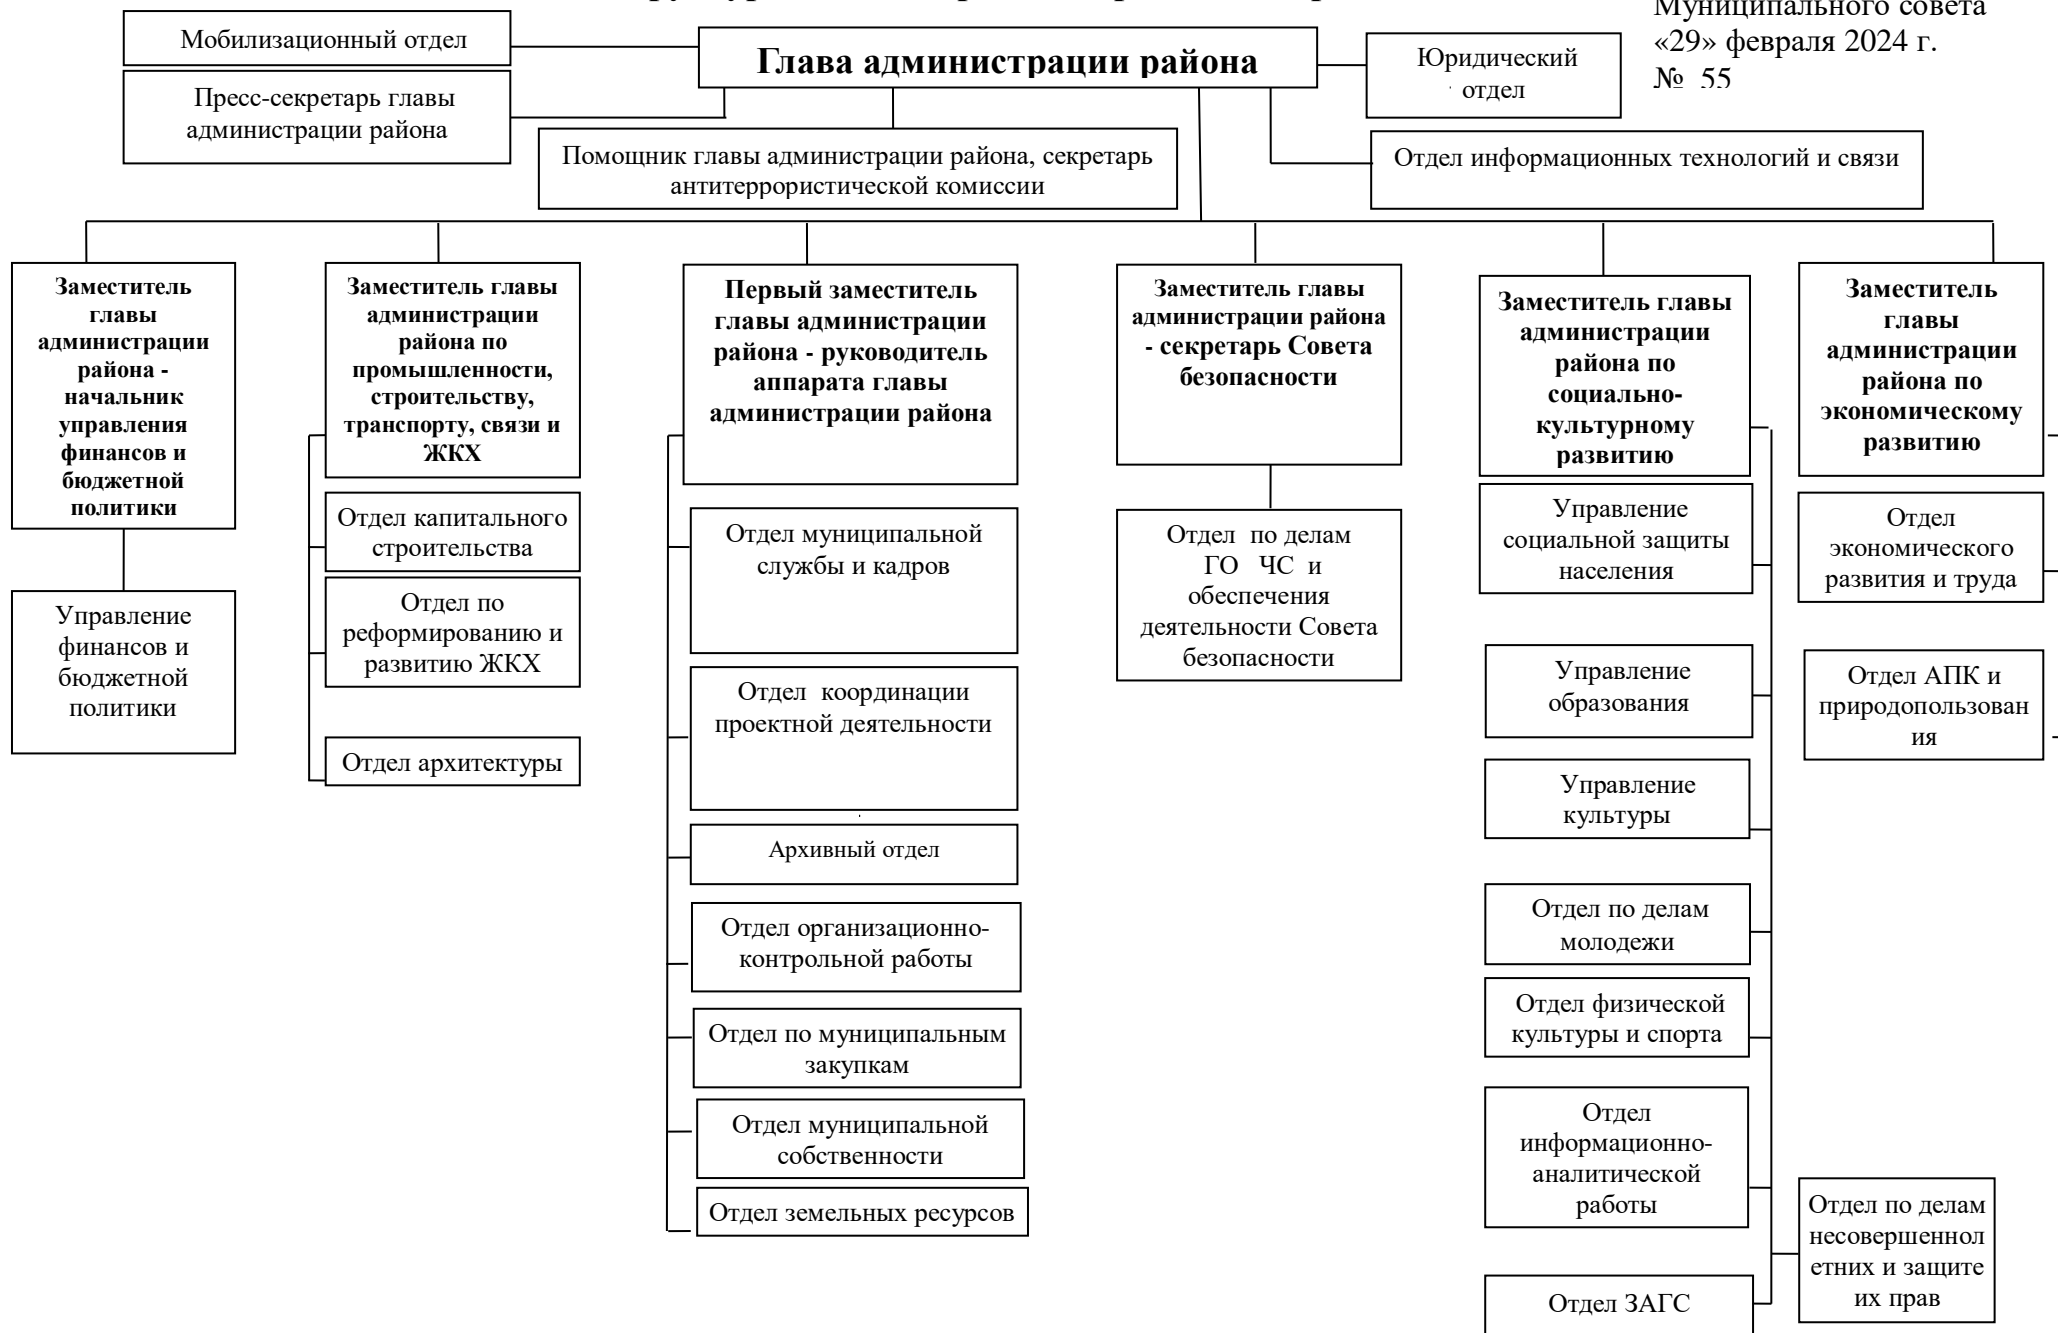 Муниципального совета
«29» февраля 2024 г.
№ 55
Мобилизационный отдел
Глава администрации района
Юридический
отдел
Пресс-секретарь главы
администрации района
Помощник главы администрации района, секретарь
антитеррористической комиссии
Отдел информационных технологий и связи
Заместитель
главы
администрации
района -
начальник
управления
финансов и
бюджетной
политики
Управление
финансов и
бюджетной
политики
Заместитель главы
администрации
района по
промышленности,
строительству,
транспорту, связи и
ЖКХ
Отдел капитального
строительства
Отдел по
реформированию и
развитию ЖКХ
Отдел архитектуры
Первый заместитель
главы администрации
района - руководитель
аппарата главы
администрации района
Отдел муниципальной
службы и кадров
Отдел координации
проектной деятельности
Архивный отдел
Отдел организационно-
контрольной работы
Отдел по муниципальным
закупкам
Отдел муниципальной
собственности
Отдел земельных ресурсов
Заместитель главы
администрации района
- секретарь Совета
безопасности
Отдел по делам
ГО ЧС и
обеспечения
деятельности Совета
безопасности
Заместитель главы
администрации
района по
социально-
культурному
развитию
Управление
социальной защиты
населения
Управление
образования
Управление
культуры
Отдел по делам
молодежи
Отдел физической
культуры и спорта
Отдел
информационно-
аналитической
работы
Отдел ЗАГС
Отдел по делам
несовершеннол
етних и защите
их прав
Заместитель
главы
администрации
района по
экономическому
развитию
Отдел
экономического
развития и труда
Отдел АПК и
природопользован
ия